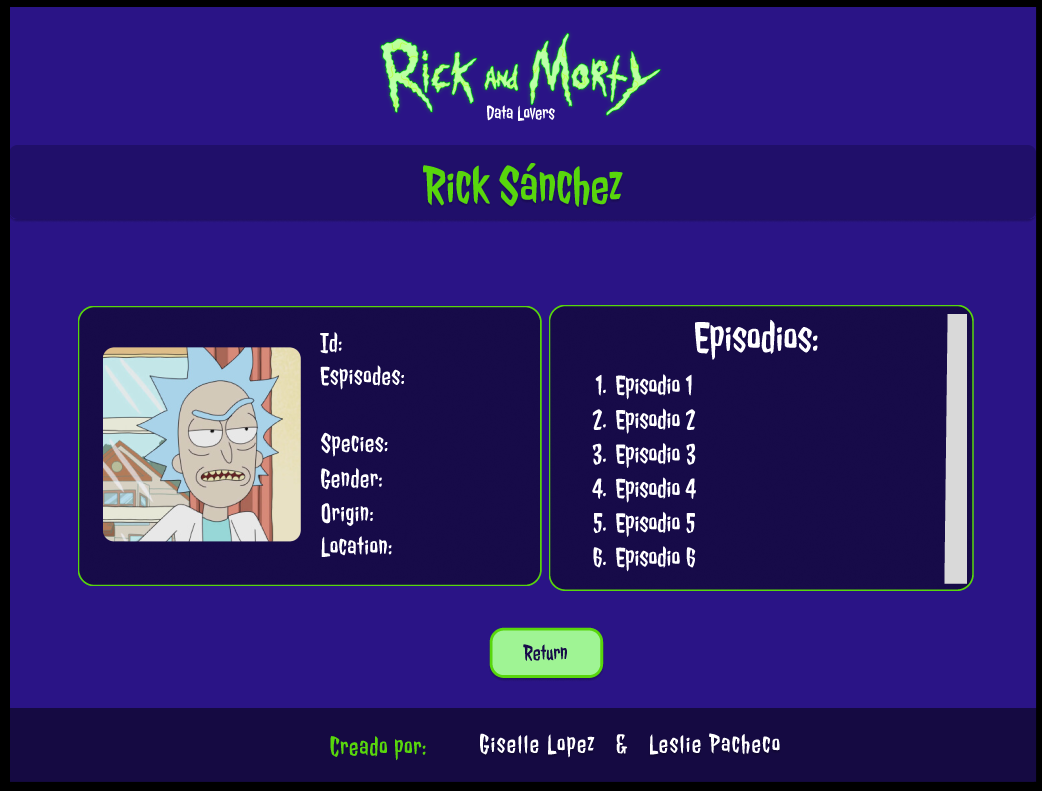 Rick and Morty
Data Lovers
Rick Sánchez
Id:
Espisodes:
Species:
Gender:
Origin:
Location:
Episodios:
1. Episodio 1
2. Episodio 2
3. Episodio 3
4. Episodio 4
5. Episodio 5
6. Episodio 6
Return
Creado por: Giselle Lopez & Leslie Pacheco